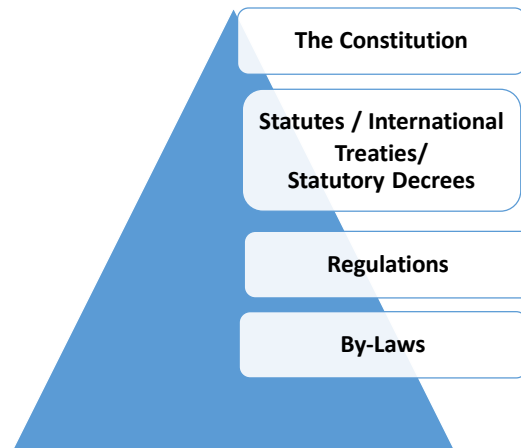 The Constitution
Statutes / International
Treaties/
Statutory Decrees
Regulations
By-Laws